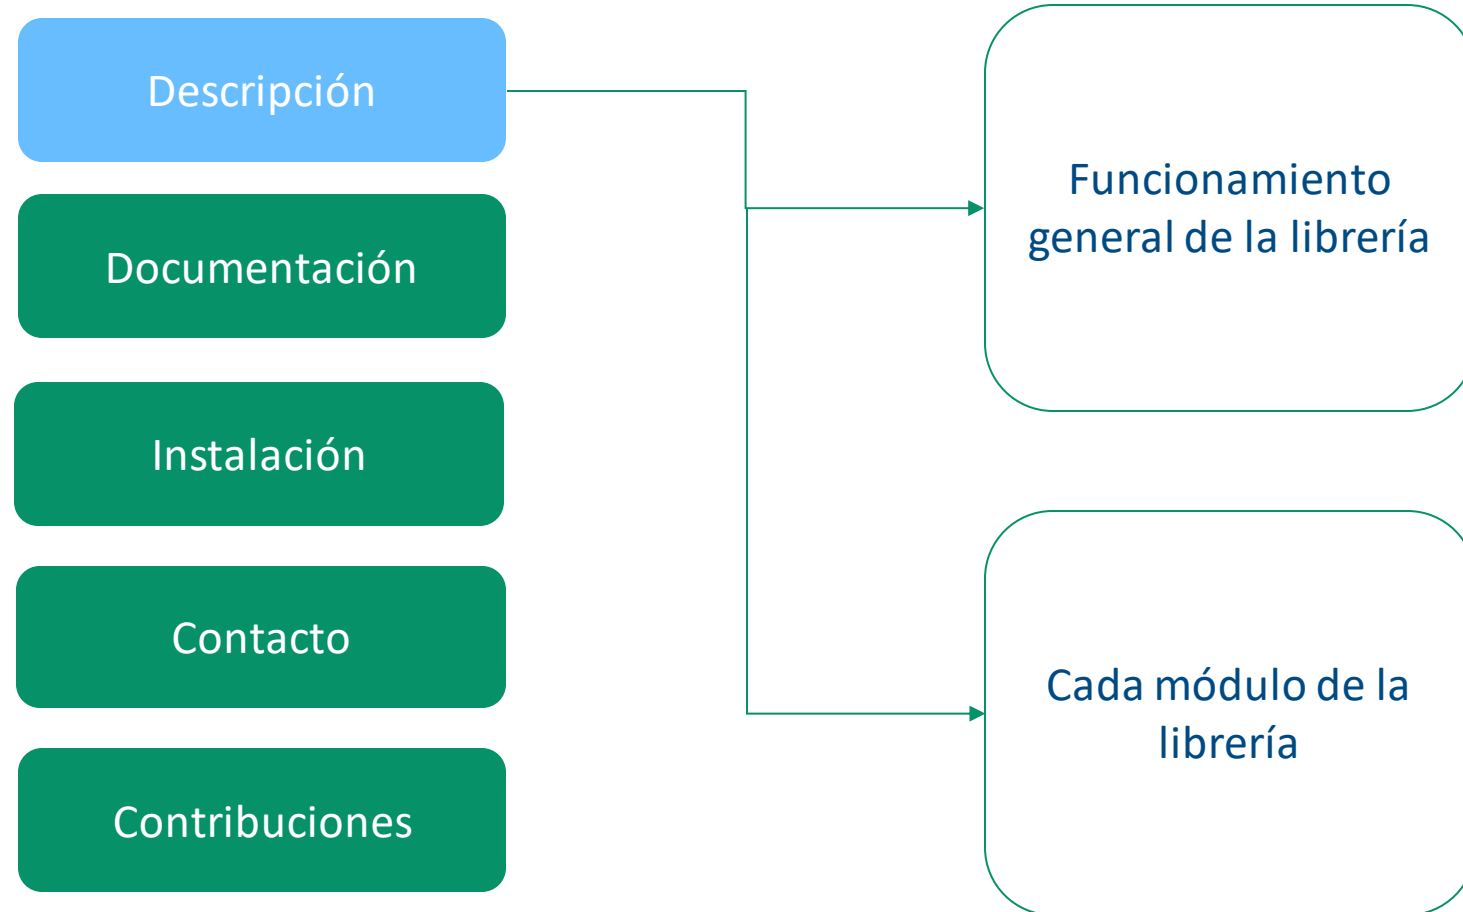 Descripción
Documentación
Instalación
Contacto
Contribuciones
Funcionamiento
general de la librería
Cada módulo de la
librería